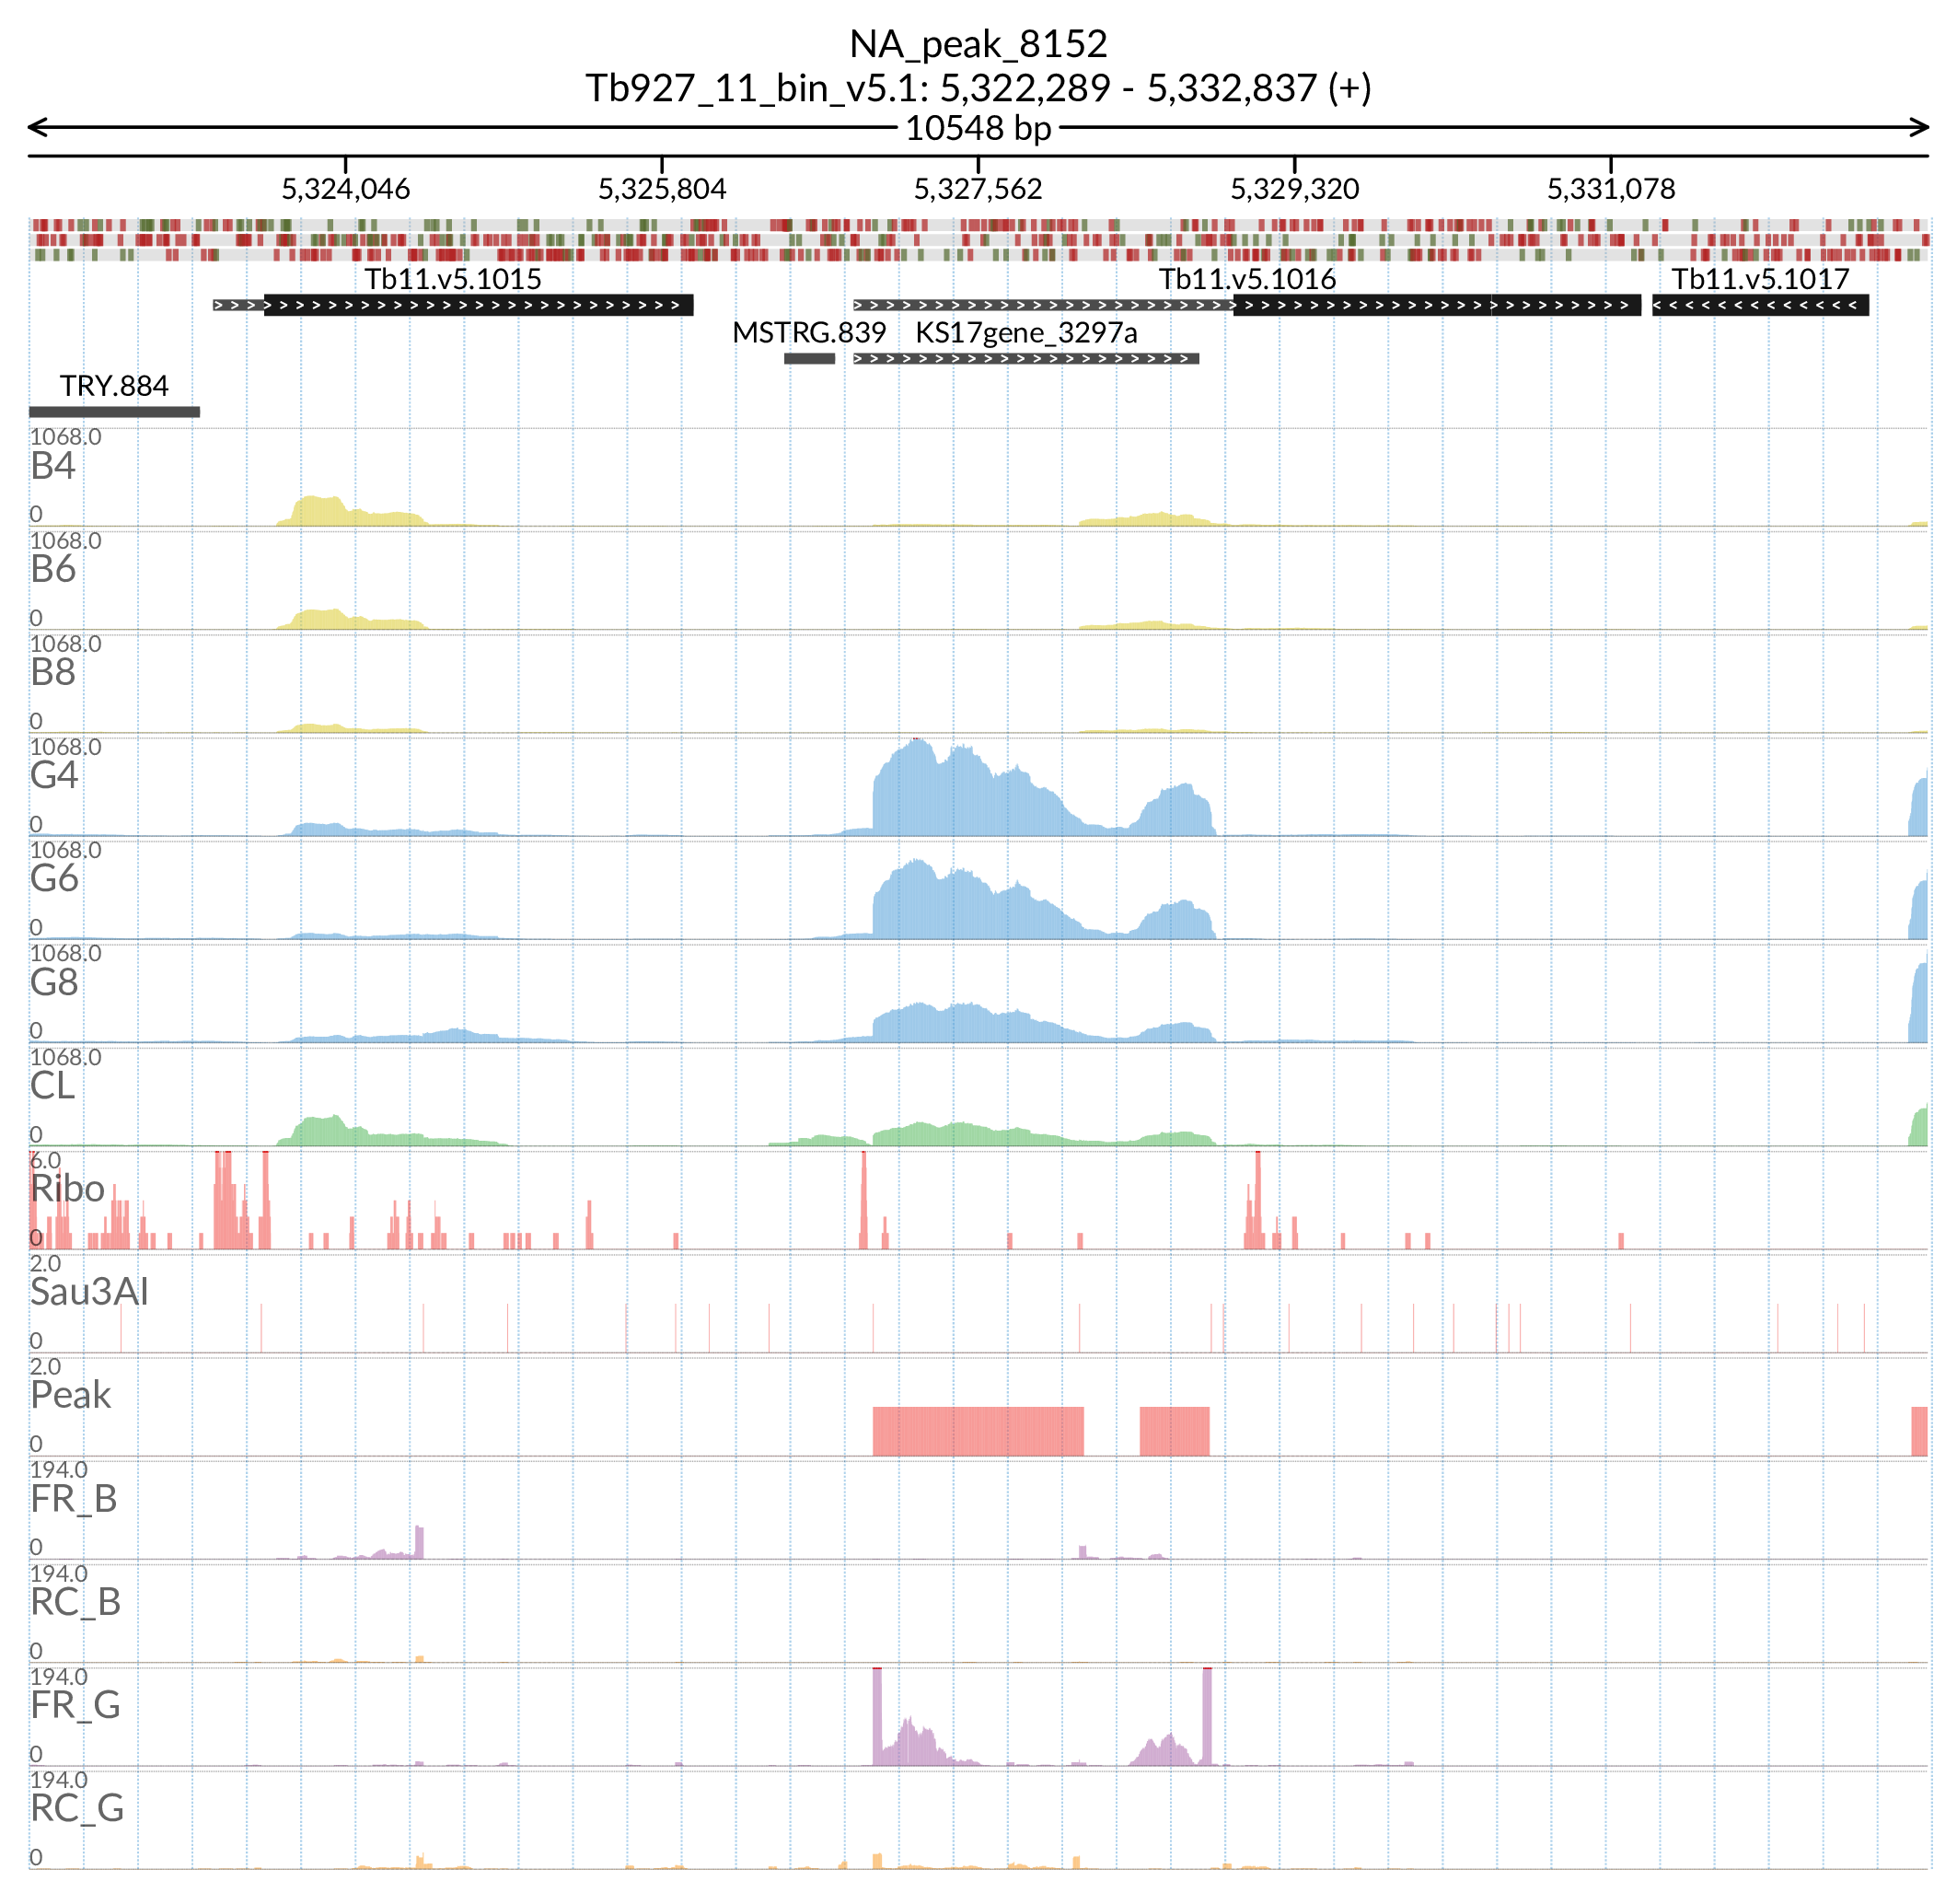 NA_peak_8152
Tb927_11_bin_v5.1: 5,322,289 - 5,332,837 (+)
10548 bp
5,324,046 5,325,804 5,327,562 5,329,320 5,331,078
Tb11.v5.1015 Tb11.v5.1016 Tb11.v5.1017
MSTRG.839 KS17gene_3297a
TRY.884
1068.0
B4
0
1068.0
B6
0
1068.0
B8
0
1068.0
G4
0
1068.0
G6
0
1068.0
G8
0
1068.0
CL
0
6.0
Ribo
0
2.0
Sau3AI
0
2.0
Peak
0
194.0
FR_B
0
194.0
RC_B
0
194.0
FR_G
0
194.0
RC_G
0